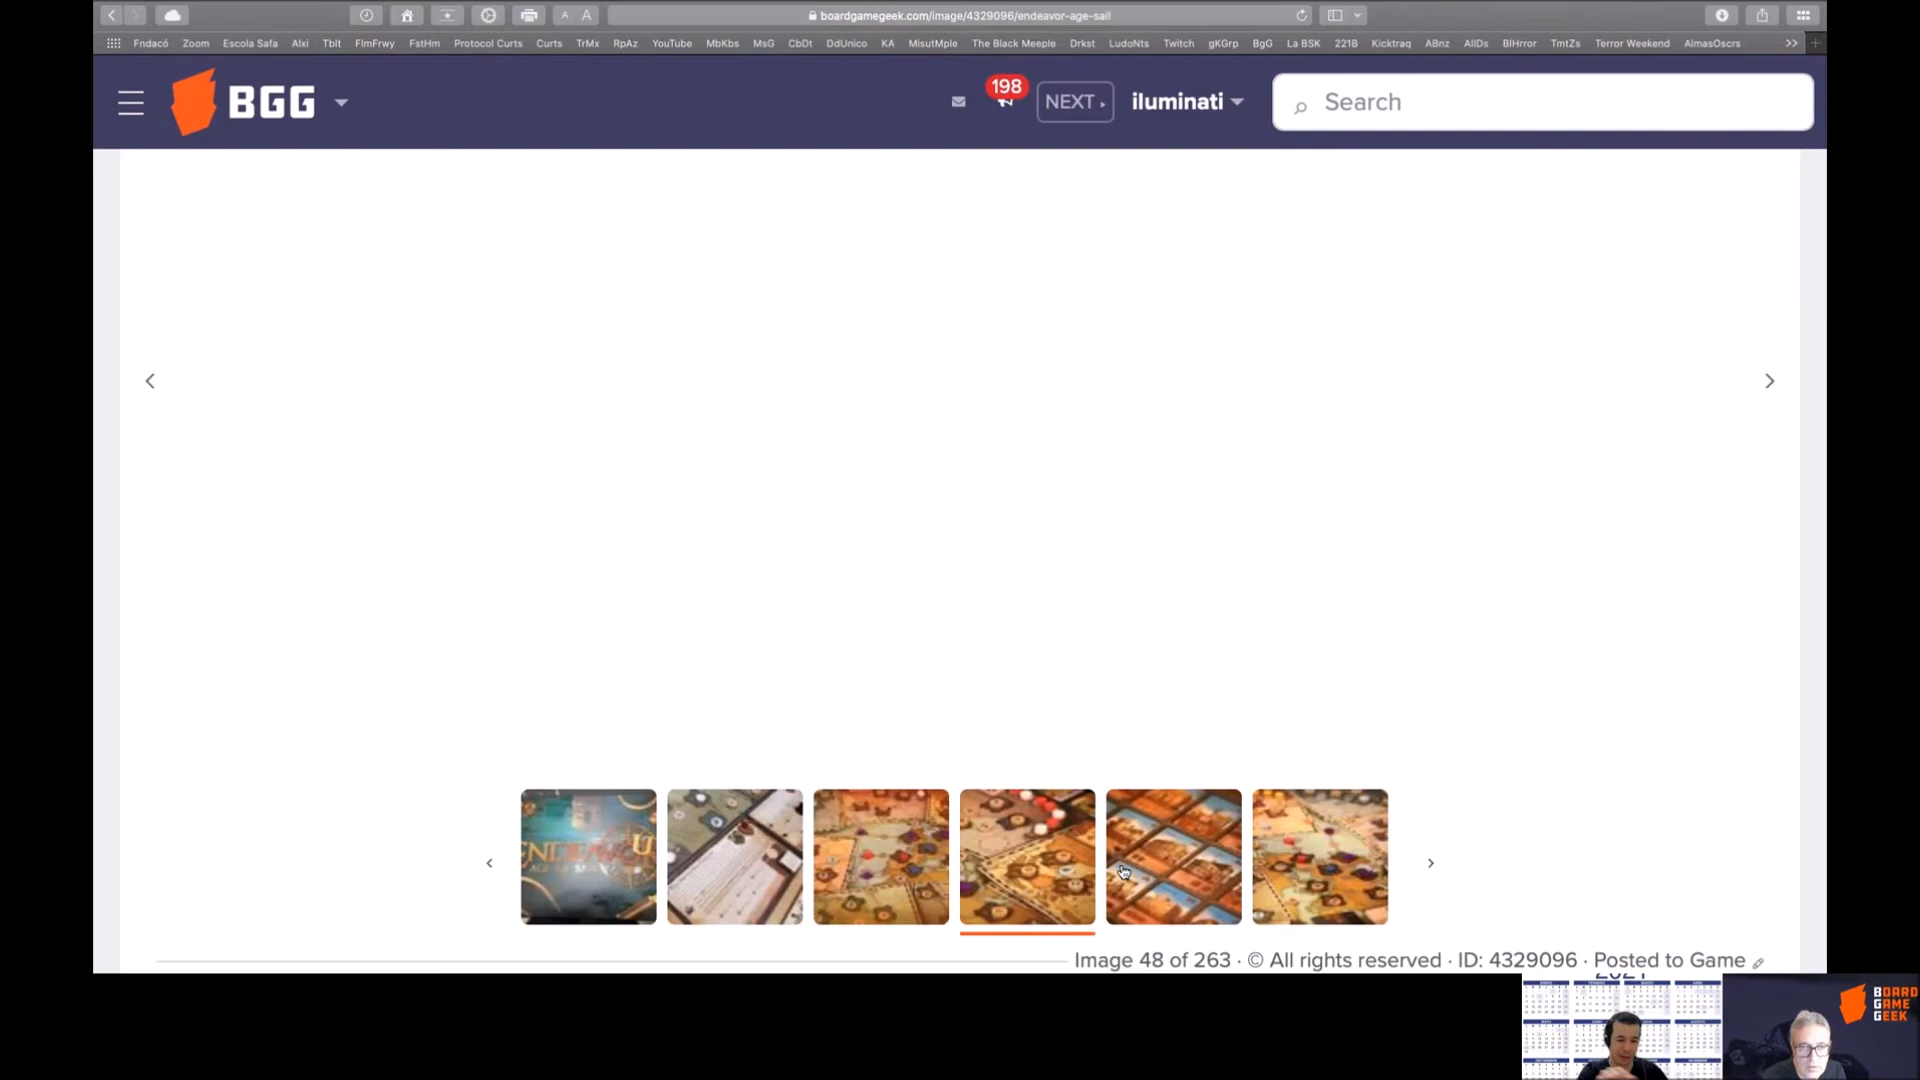 boardgamegeek.com/image/4329096/endeavor-age-sail
A A
Fndacó Zoom Escola Safa Alxi Tblt FlmFrwy FstHm Protocol Curts Curts TrMx RpAz YouTube MbKbs MsG CbDt DdUnico KA MisutMple The Black Meeple Drkst LudoNts Twitch gKGrp BgG La BSK 221B Kicktraq ABnz AllDs BlHrror TmtZs Terror Weekend AlmasOscrs
BGG
198
NEXT
iluminati
Search
Image 48 of 263 · © All rights reserved · ID: 4329096 · Posted to Game
BOARD
GAME
GEEK